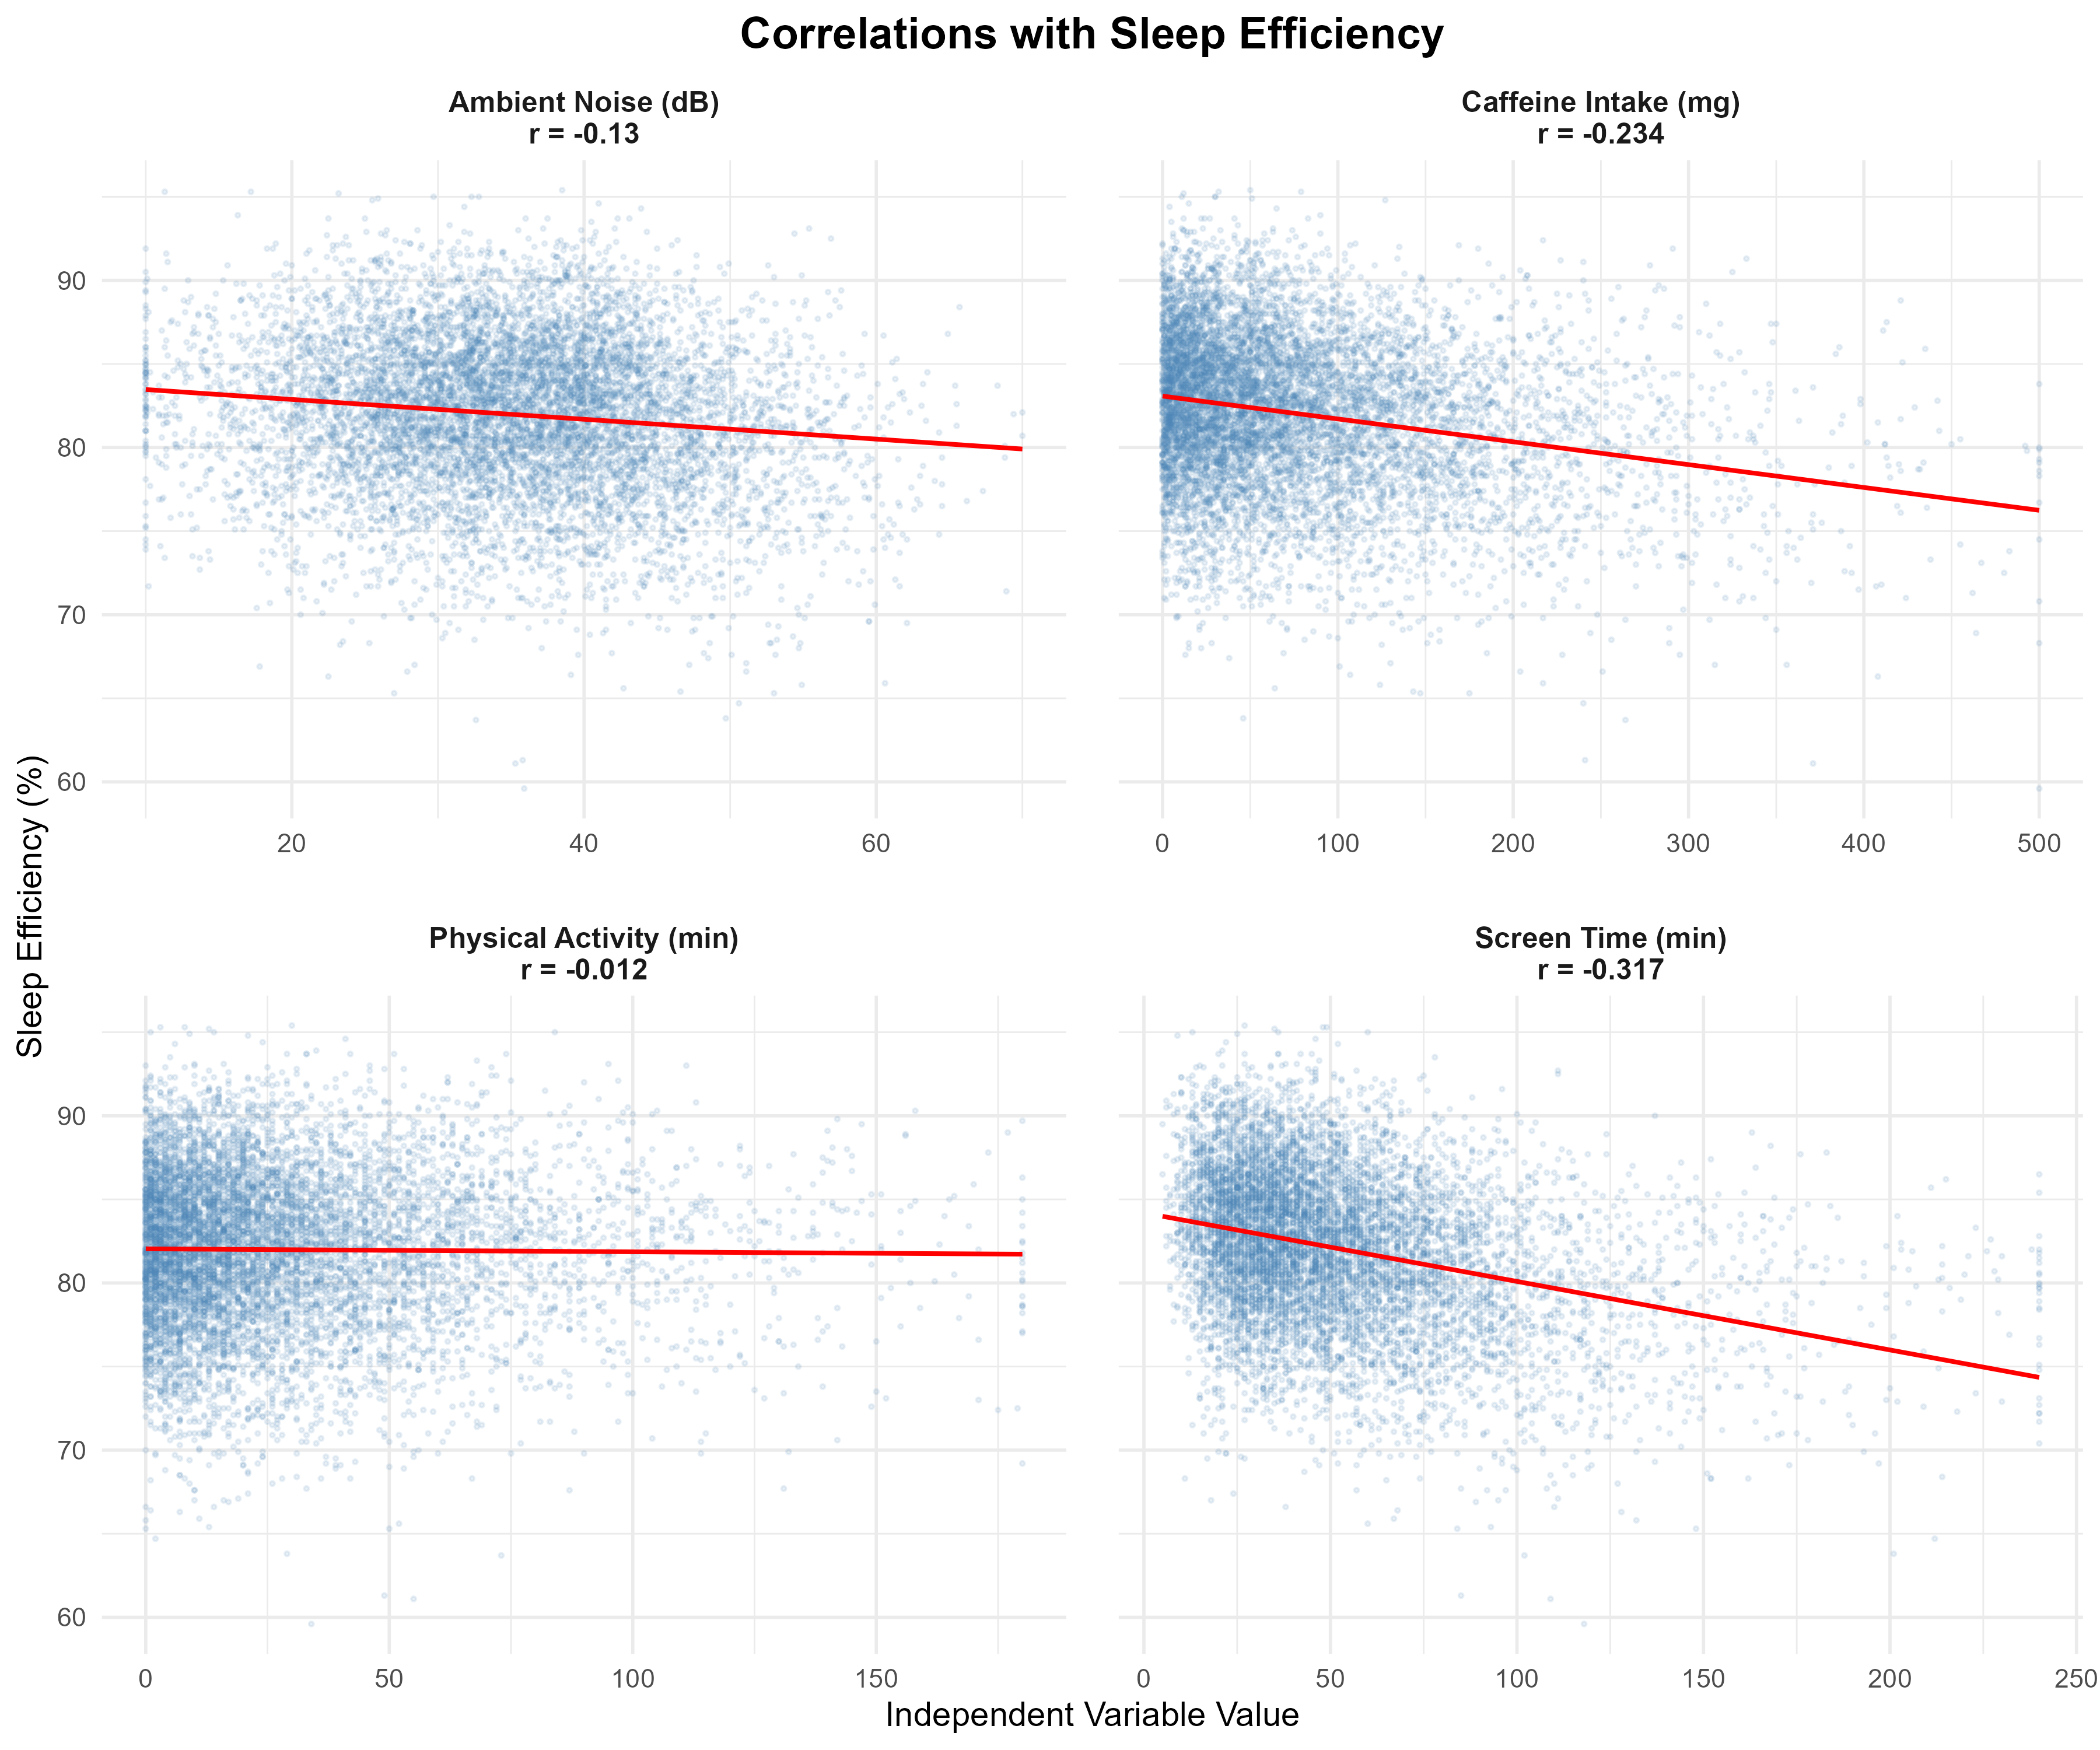 Correlations with Sleep Efficiency
Ambient Noise (dB)
r = -0.13
Caffeine Intake (mg)
r = -0.234
90
80
70
60
20 40 60
0 100 200 300 400 500
Sleep Efficiency (%)
Physical Activity (min)
r = -0.012
Screen Time (min)
r = -0.317
90
80
70
60
0 50 100 150
0 50 100 150 200 250
Independent Variable Value